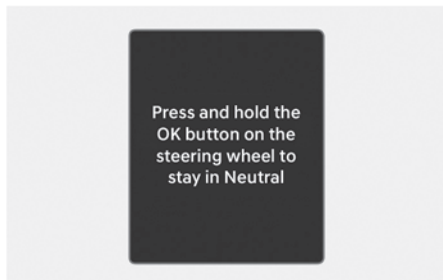 Press and hold the
OK button on the
steering wheel to
stay in Neutral